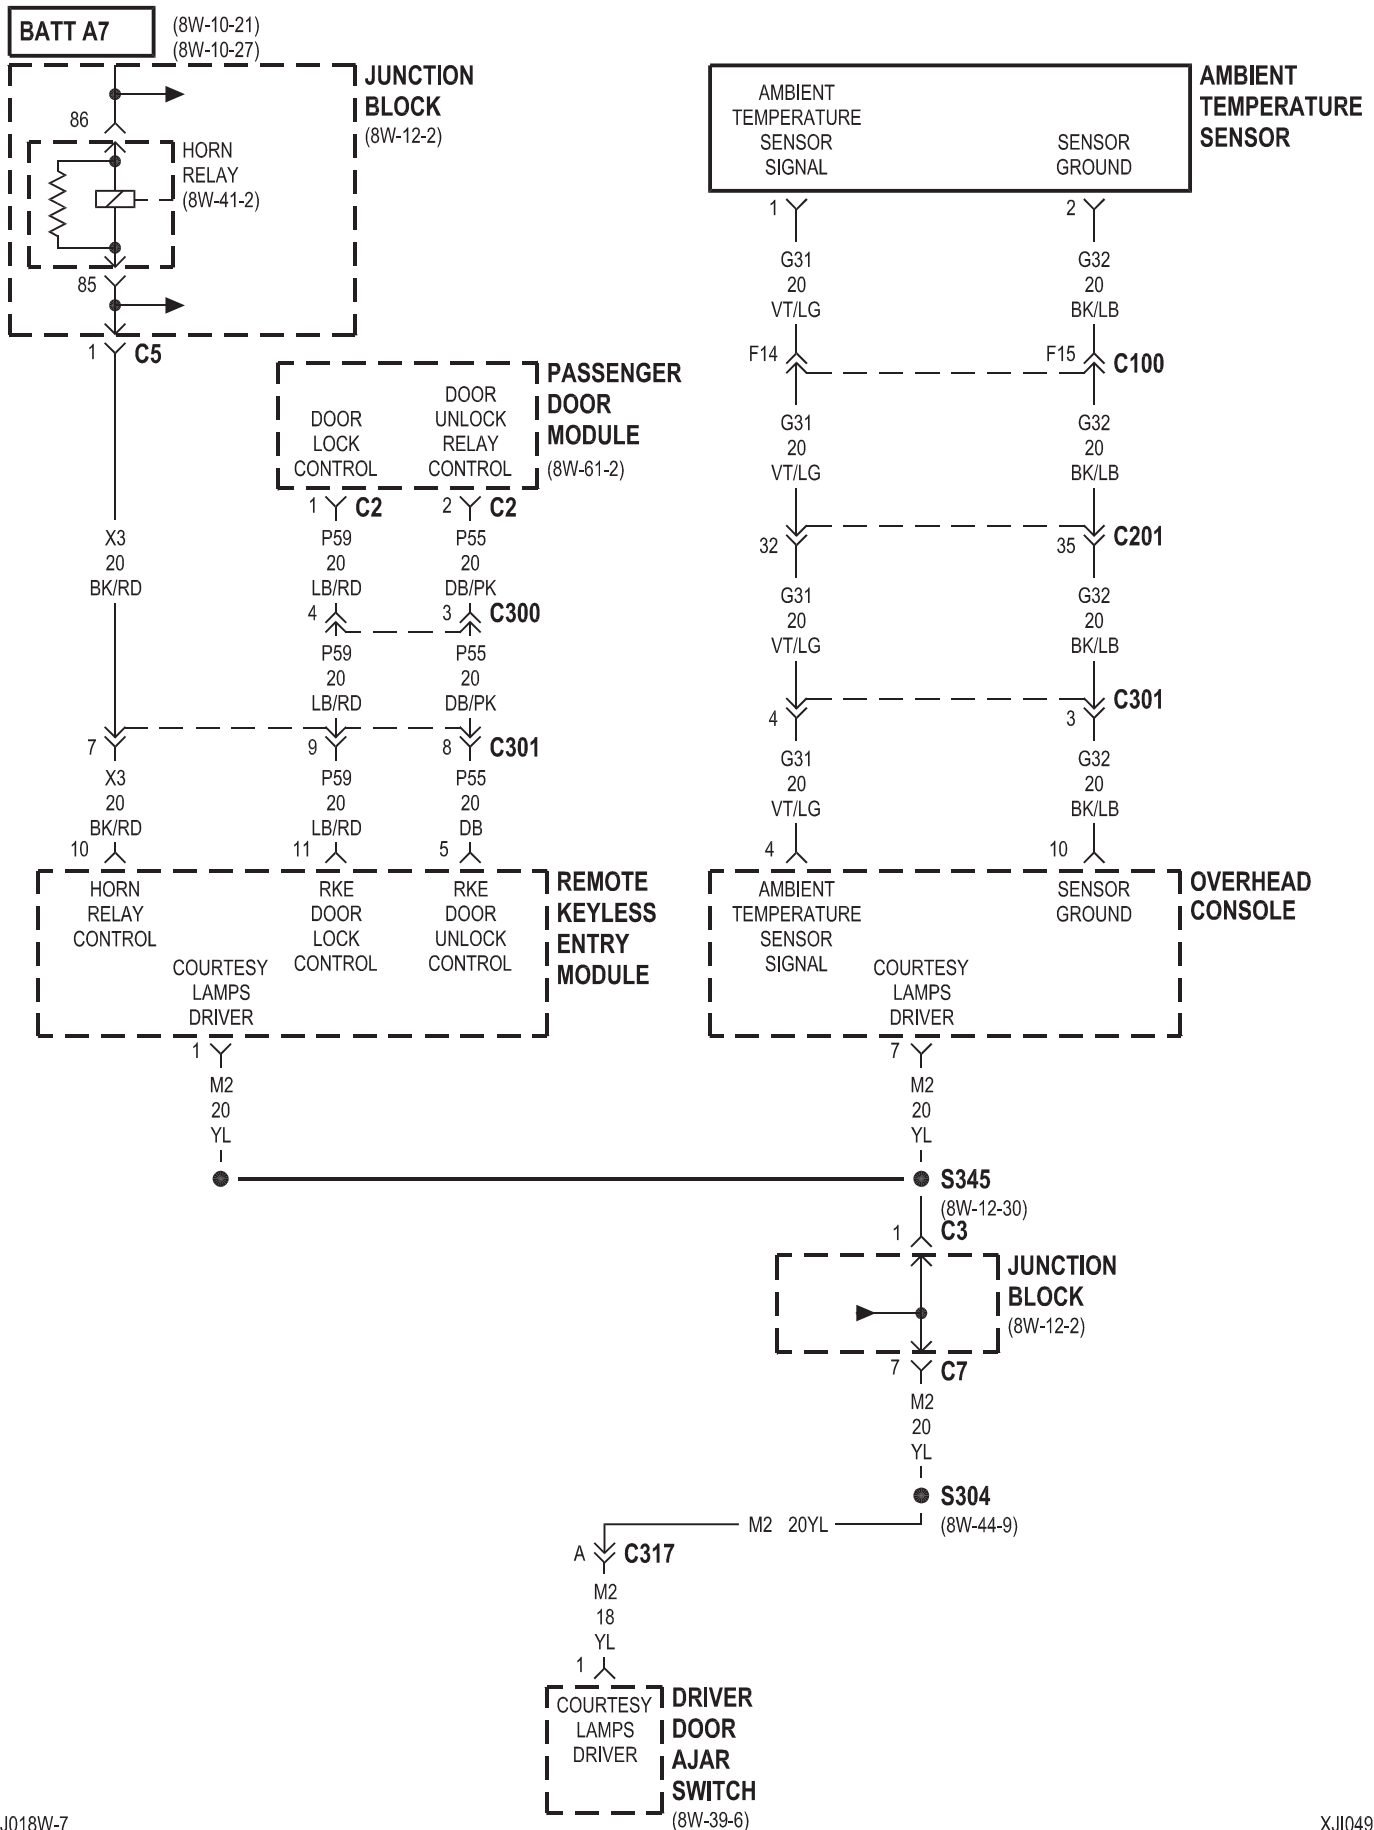 BATT A7
(8W-10-21)
(8W-10-27)
JUNCTION
BLOCK
(8W-12-2)
86
HORN
RELAY
(8W-41-2)
85
1
C5
AMBIENT
TEMPERATURE
SENSOR
SIGNAL
SENSOR
GROUND
AMBIENT
TEMPERATURE
SENSOR
1
2
G31
20
VT/LG
G32
20
BK/LB
F14
F15
C100
G31
20
VT/LG
G32
20
BK/LB
32
35
C201
G31
20
VT/LG
G32
20
BK/LB
4
3
C301
G31
20
VT/LG
G32
20
BK/LB
4
10
DOOR
LOCK
CONTROL
DOOR
UNLOCK
RELAY
CONTROL
PASSENGER
DOOR
MODULE
(8W-61-2)
1
C2
2
C2
X3
20
BK/RD
P59
20
LB/RD
P55
20
DB/PK
4
3
C300
P59
20
LB/RD
P55
20
DB/PK
7
9
8
C301
X3
20
BK/RD
P59
20
LB/RD
P55
20
DB
10
11
5
HORN
RELAY
CONTROL
RKE
DOOR
LOCK
CONTROL
RKE
DOOR
UNLOCK
CONTROL
COURTESY
LAMPS
DRIVER
REMOTE
KEYLESS
ENTRY
MODULE
AMBIENT
TEMPERATURE
SENSOR
SIGNAL
SENSOR
GROUND
COURTESY
LAMPS
DRIVER
OVERHEAD
CONSOLE
1
M2
20
YL
7
M2
20
YL
S345
(8W-12-30)
1
C3
JUNCTION
BLOCK
(8W-12-2)
7
C7
M2
20
YL
S304
(8W-44-9)
M2 20YL
A
C317
M2
18
YL
1
COURTESY
LAMPS
DRIVER
DRIVER
DOOR
AJAR
SWITCH
(8W-39-6)
J018W-7
XJI049